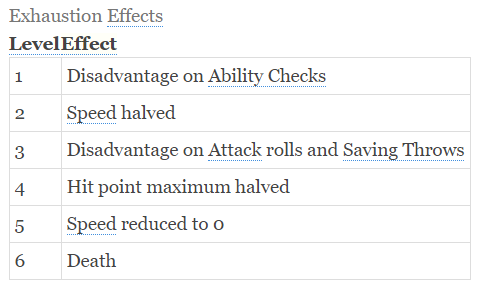 Exhaustion Effects
LevelEffect
1 Disadvantage on Ability Checks
2 Speed halved
3 Disadvantage on Attack rolls and Saving Throws
4 Hit point maximum halved
5 Speed reduced to 0
6 Death